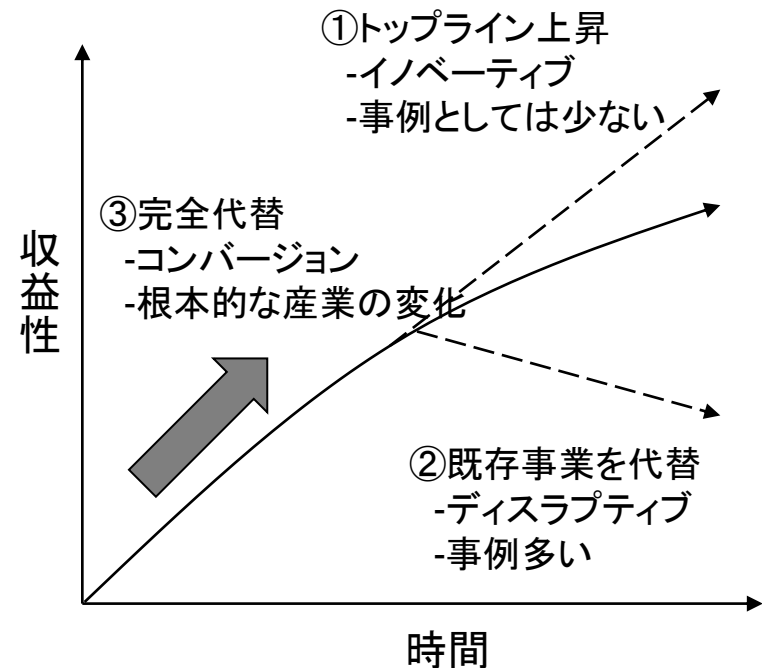 ①トップライン上昇
-イノベーティブ
-事例としては少ない
③完全代替
-コンバージョン
-根本的な産業の変化
収益性
②既存事業を代替
-ディスラプティブ
-事例多い
時間